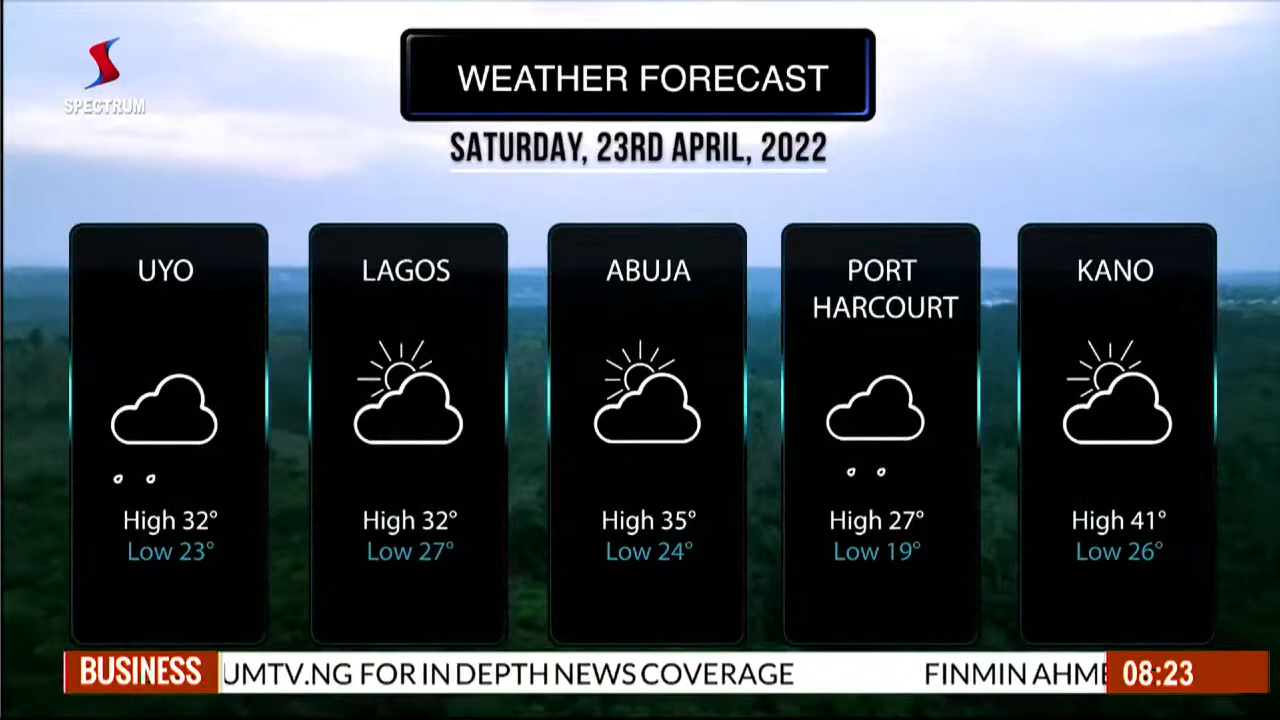 SPECTRUM
WEATHER FORECAST
SATURDAY, 23RD APRIL, 2022
UYO
High 32°
Low 23°
LAGOS
High 32°
Low 27°
ABUJA
High 35°
Low 24°
PORT
HARCOURT
High 27°
Low 19°
KANO
High 41°
Low 26°
BUSINESS
UMTV.NG FOR IN DEPTH NEWS COVERAGE
FINMIN AHME
08:23